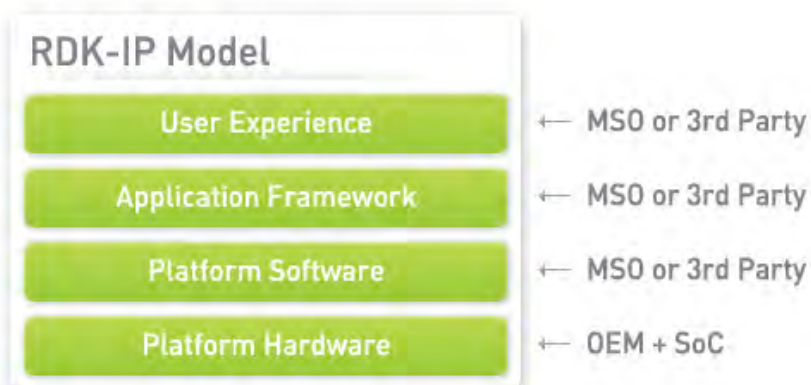 RDK-IP Model
User Experience ← MSO or 3rd Party
Application Framework ← MSO or 3rd Party
Platform Software ← MSO or 3rd Party
Platform Hardware ← OEM + SoC